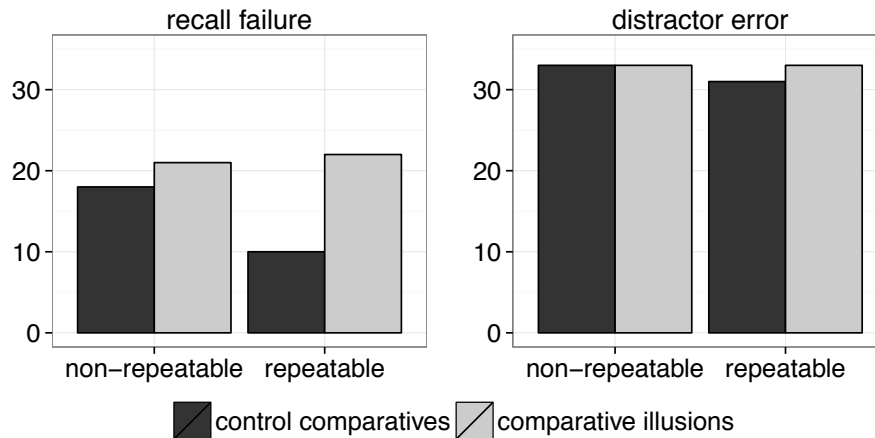 recall failure
distractor error
30
20
10
0
30
20
10
0
non−repeatable repeatable
non−repeatable repeatable
control comparatives comparative illusions